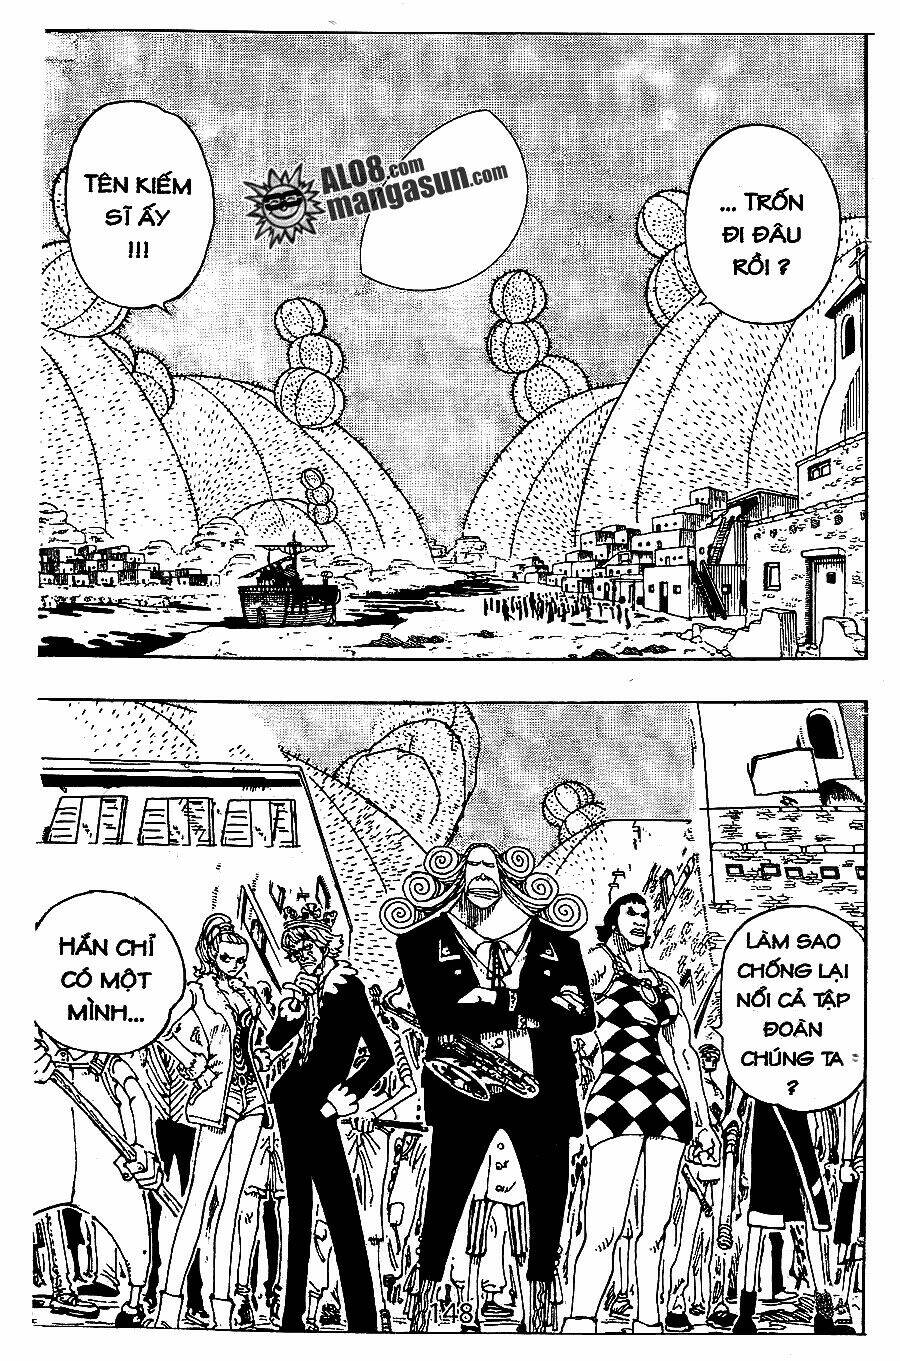 TÊN KIẾM
SĨ ẤY
!!!
ALO8.com
mangasun.com
... TRỐN
ĐI ĐÂU
RỒI ?
HẮN CHỈ
CÓ MỘT
MÌNH...
LÀM SAO
CHỐNG LẠI
NỔI CẢ TẬP
ĐOÀN
CHÚNG TA
?
148